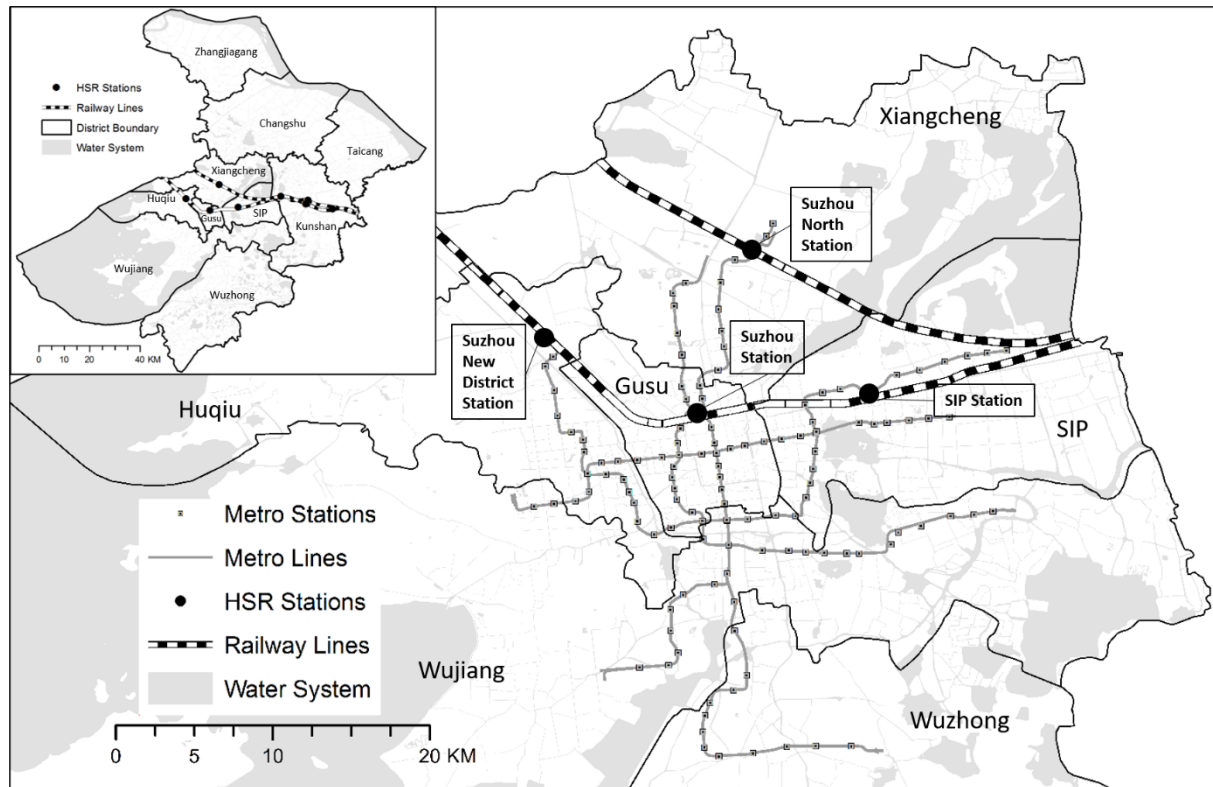 Zhangjiagang
HSR Stations
Railway Lines
District Boundary
Water System
Changshu
Taicang
Xiangcheng
Huqiu
Gusu
SIP
Kunshan
Wujiang
Wuzhong
0 10 20 40 KM
Xiangcheng
Suzhou
North
Station
Suzhou
New
District
Station
Suzhou
Station
Gusu
Huqiu
SIP Station
SIP
Metro Stations
Metro Lines
HSR Stations
Railway Lines
Water System
Wujiang
Wuzhong
0 5 10 20 KM